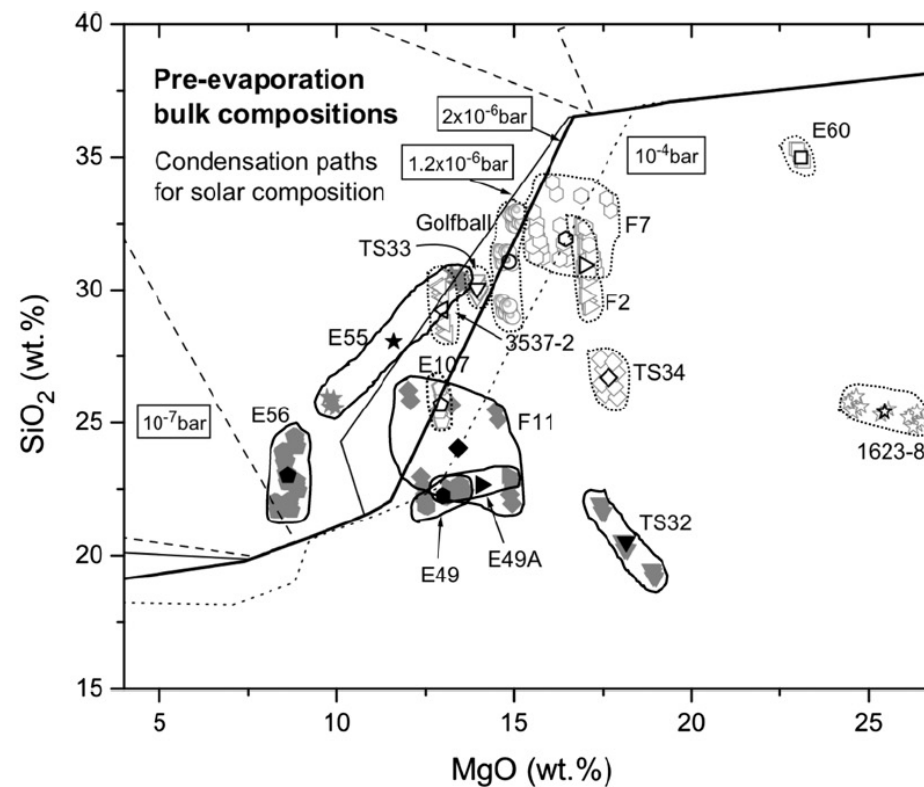 40
35
30
25
20
15
SiO₂ (wt.%)
Pre-evaporation
bulk compositions
Condensation paths
for solar composition
2x10⁻⁶bar
1.2x10⁻⁶bar
10⁻⁴bar
E60
Golfball
F7
TS33
F2
E55
3537-2
E107
TS34
10⁻⁷bar
E56
F11
1623-8
TS32
E49A
E49
5
10
15
20
25
MgO (wt.%)